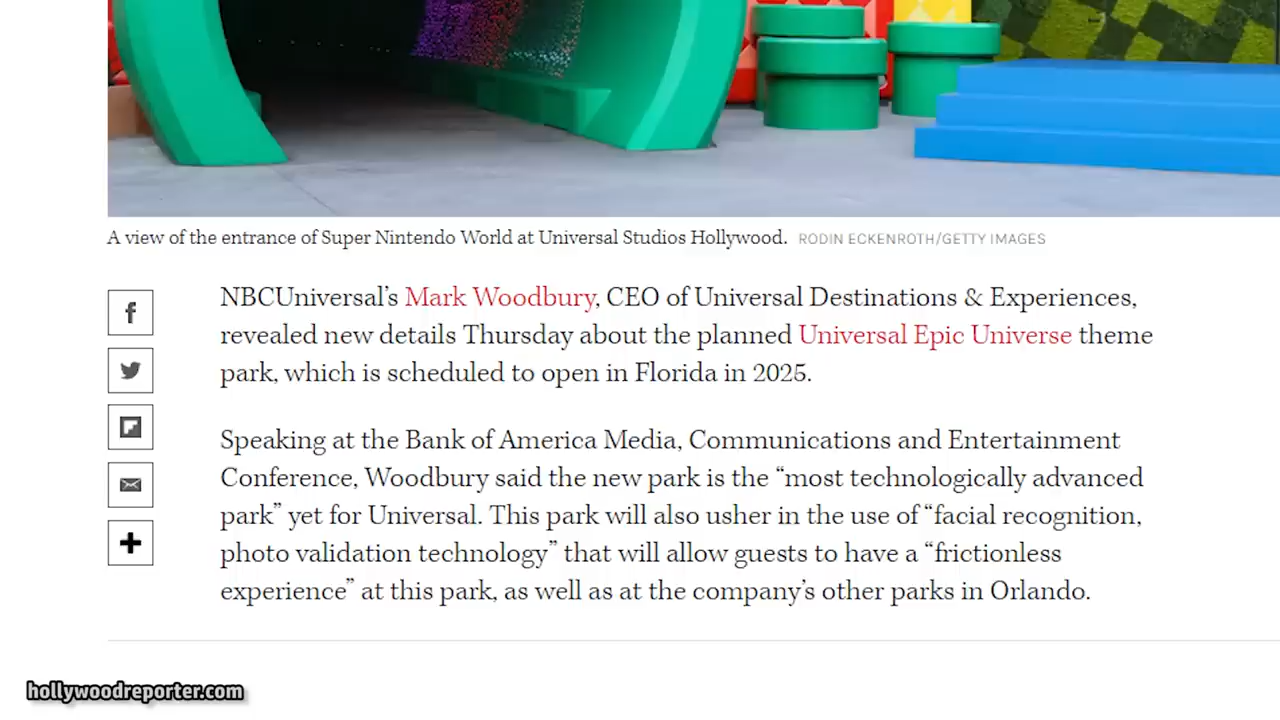 A view of the entrance of Super Nintendo World at Universal Studios Hollywood. RODIN ECKENROTH/GETTY IMAGES
NBCUniversal’s Mark Woodbury, CEO of Universal Destinations & Experiences,
revealed new details Thursday about the planned Universal Epic Universe theme
park, which is scheduled to open in Florida in 2025.
Speaking at the Bank of America Media, Communications and Entertainment
Conference, Woodbury said the new park is the “most technologically advanced
park” yet for Universal. This park will also usher in the use of “facial recognition,
photo validation technology” that will allow guests to have a “frictionless
experience” at this park, as well as at the company’s other parks in Orlando.
hollywoodreporter.com